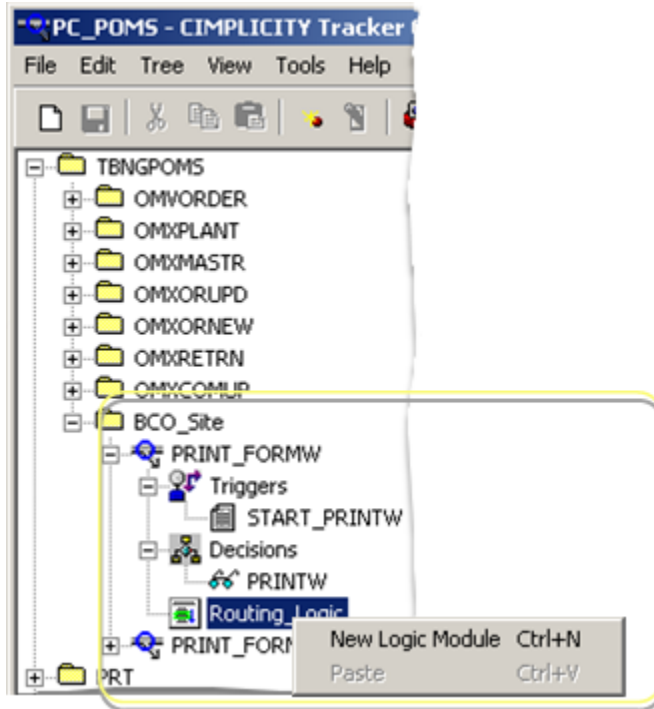 PC_POMS - CIMPLICITY Tracker
File Edit Tree View Tools Help
TBNGPOMS
OMVORDER
OMXPLANT
OMXMASTR
OMXORUPD
OMXORNEW
OMXRETRN
OMXCOMUP
BCO_Site
PRINT_FORMW
Triggers
START_PRINTW
Decisions
PRINTW
Routing_Logic
New Logic Module Ctrl+N
PRINT_FORM
Paste Ctrl+V
PRT